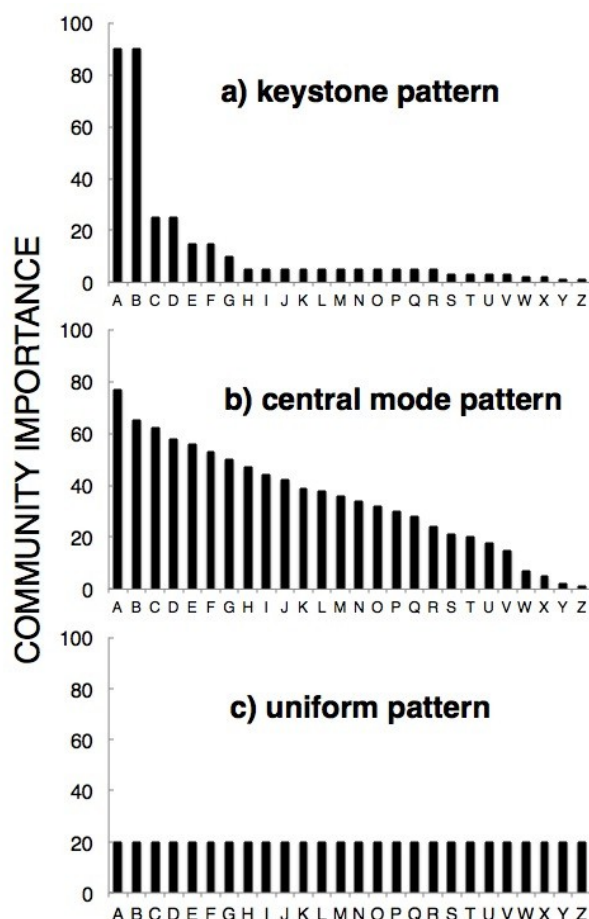 COMMUNITY IMPORTANCE
100
a) keystone pattern
80
60
40
20
0
A B C D E F G H I J K L M N O P Q R S T U V W X Y Z
100
80
b) central mode pattern
60
40
20
0
A B C D E F G H I J K L M N O P Q R S T U V W X Y Z
100
80
c) uniform pattern
60
40
20
0
A B C D E F G H I J K L M N O P Q R S T U V W X Y Z